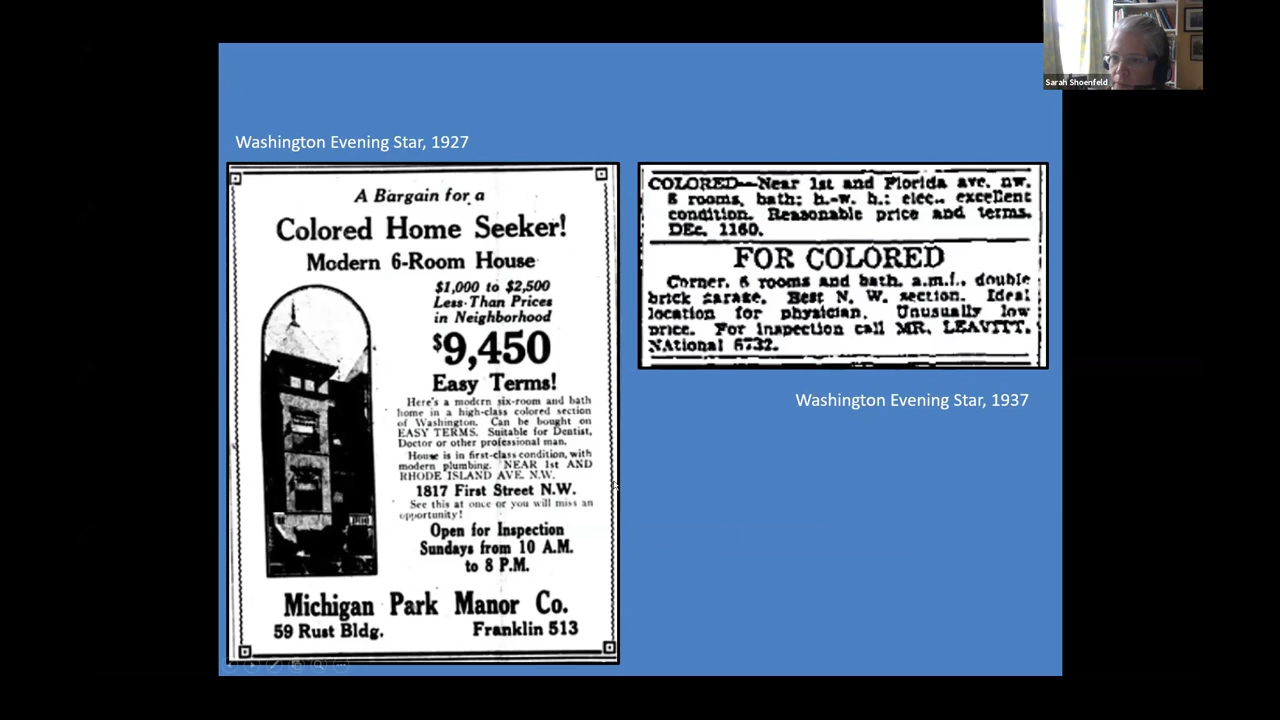 Sarah Shoenfeld
Washington Evening Star, 1927
A Bargain for a
Colored Home Seeker!
Modern 6-Room House
$1,000 to $2,500
Less Than Prices
in Neighborhood
$9,450
Easy Terms!
Here's a modern six-room and bath
home in a high-class colored section
of Washington. Can be bought on
EASY TERMS. Suitable for Dentist,
Doctor or other professional man.
House is in first-class condition, with
modern plumbing. NEAR 1st AND
RHODE ISLAND AVE. N.W.
1817 First Street N.W.
See this at once or you will miss an
opportunity!
Open for Inspection
Sundays from 10 A.M.
to 8 P.M.
Michigan Park Manor Co.
59 Rust Bldg. Franklin 513
COLORED—Near 1st and Florida ave. nw.
rooms, bath; h.-w. h.; elec., excellent
condition. Reasonable price and terms.
DEc. 1160.
FOR COLORED
Corner, 6 rooms and bath, a.m.i., double
brick garage. Best N. W. section. Ideal
location for physician. Unusually low
price. For inspection call MR. LEAVITT.
NAtional 6732.
Washington Evening Star, 1937